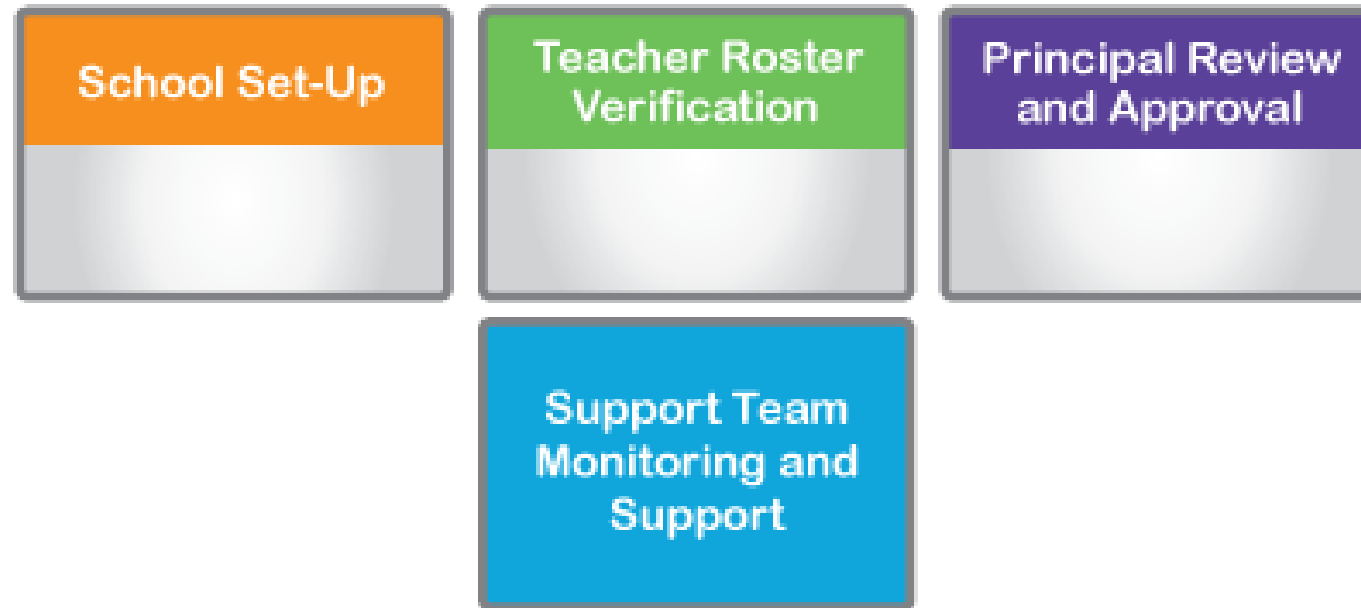 School Set-Up
Teacher Roster
Verification
Principal Review
and Approval
Support Team
Monitoring and
Support